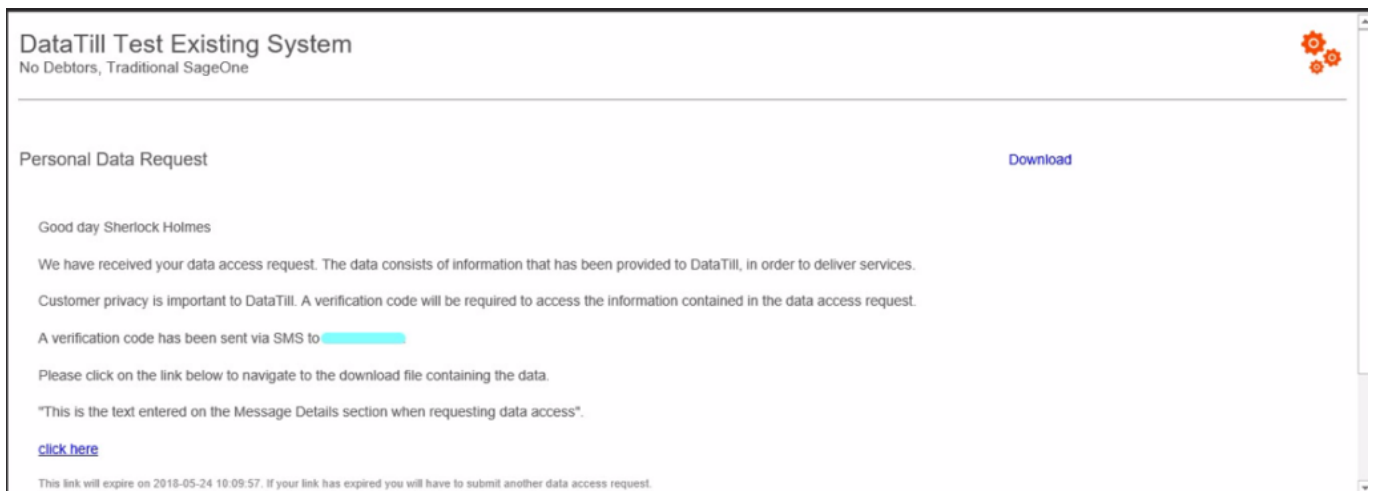 DataTill Test Existing System
No Debtors, Traditional SageOne
Personal Data Request
Download
Good day Sherlock Holmes
We have received your data access request. The data consists of information that has been provided to DataTill, in order to deliver services.
Customer privacy is important to DataTill. A verification code will be required to access the information contained in the data access request.
A verification code has been sent via SMS to
Please click on the link below to navigate to the download file containing the data.
"This is the text entered on the Message Details section when requesting data access".
click here
This link will expire on 2018-05-24 10:09:57. If your link has expired you will have to submit another data access request.